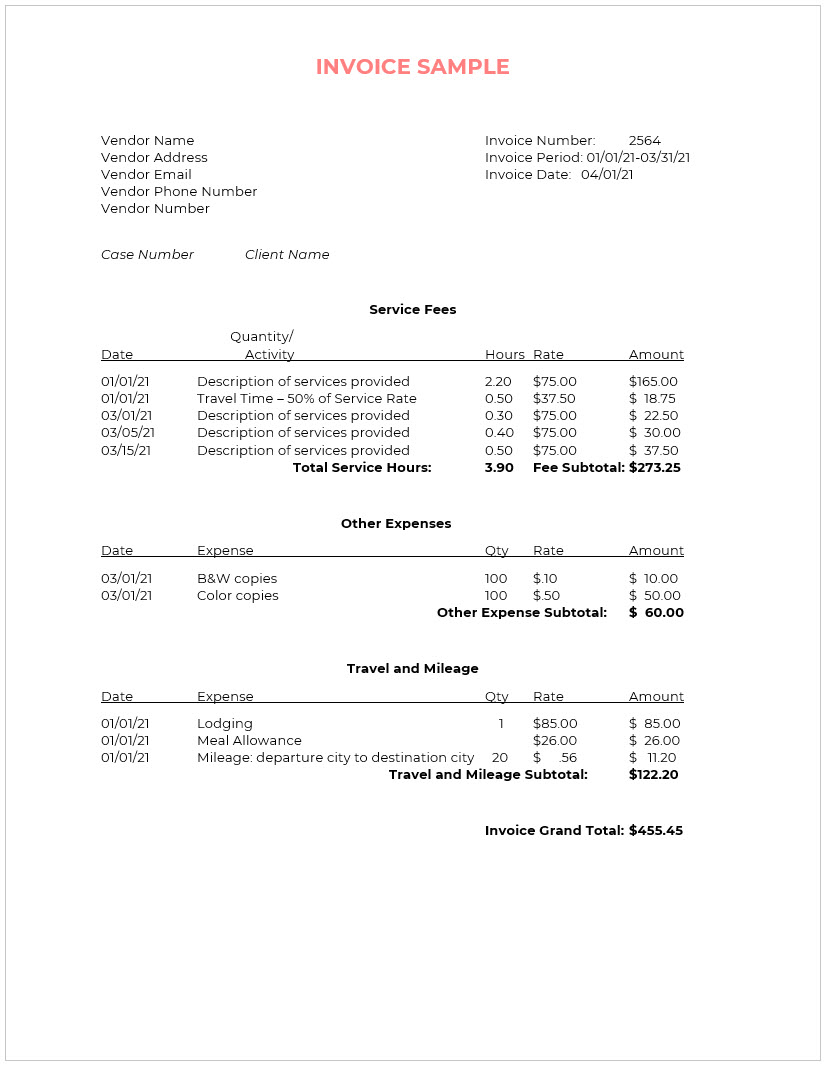 INVOICE SAMPLE
Vendor Name Invoice Number: 2564
Vendor Address Invoice Period: 01/01/21-03/31/21
Vendor Email Invoice Date: 04/01/21
Vendor Phone Number
Vendor Number
Case Number Client Name
Service Fees
Quantity/
Date Activity Hours Rate Amount
01/01/21 Description of services provided 2.20 $75.00 $165.00
01/01/21 Travel Time – 50% of Service Rate 0.50 $37.50 $ 18.75
03/01/21 Description of services provided 0.30 $75.00 $ 22.50
03/05/21 Description of services provided 0.40 $75.00 $ 30.00
03/15/21 Description of services provided 0.50 $75.00 $ 37.50
Total Service Hours: 3.90 Fee Subtotal: $273.25
Other Expenses
Date Expense Qty Rate Amount
03/01/21 B&W copies 100 $.10 $ 10.00
03/01/21 Color copies 100 $.50 $ 50.00
Other Expense Subtotal: $ 60.00
Travel and Mileage
Date Expense Qty Rate Amount
01/01/21 Lodging 1 $85.00 $ 85.00
01/01/21 Meal Allowance $26.00 $ 26.00
01/01/21 Mileage: departure city to destination city 20 $ .56 $ 11.20
Travel and Mileage Subtotal: $122.20
Invoice Grand Total: $455.45